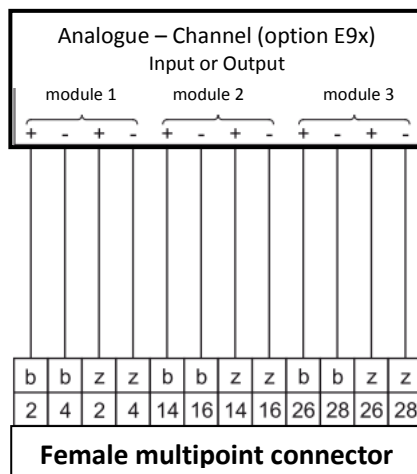 Analogue – Channel (option E9x)
Input or Output
module 1 module 2 module 3
+ - + - + - + - + - + -
b b z z b b z z b b z z
2 4 2 4 14 16 14 16 26 28 26 28
Female multipoint connector